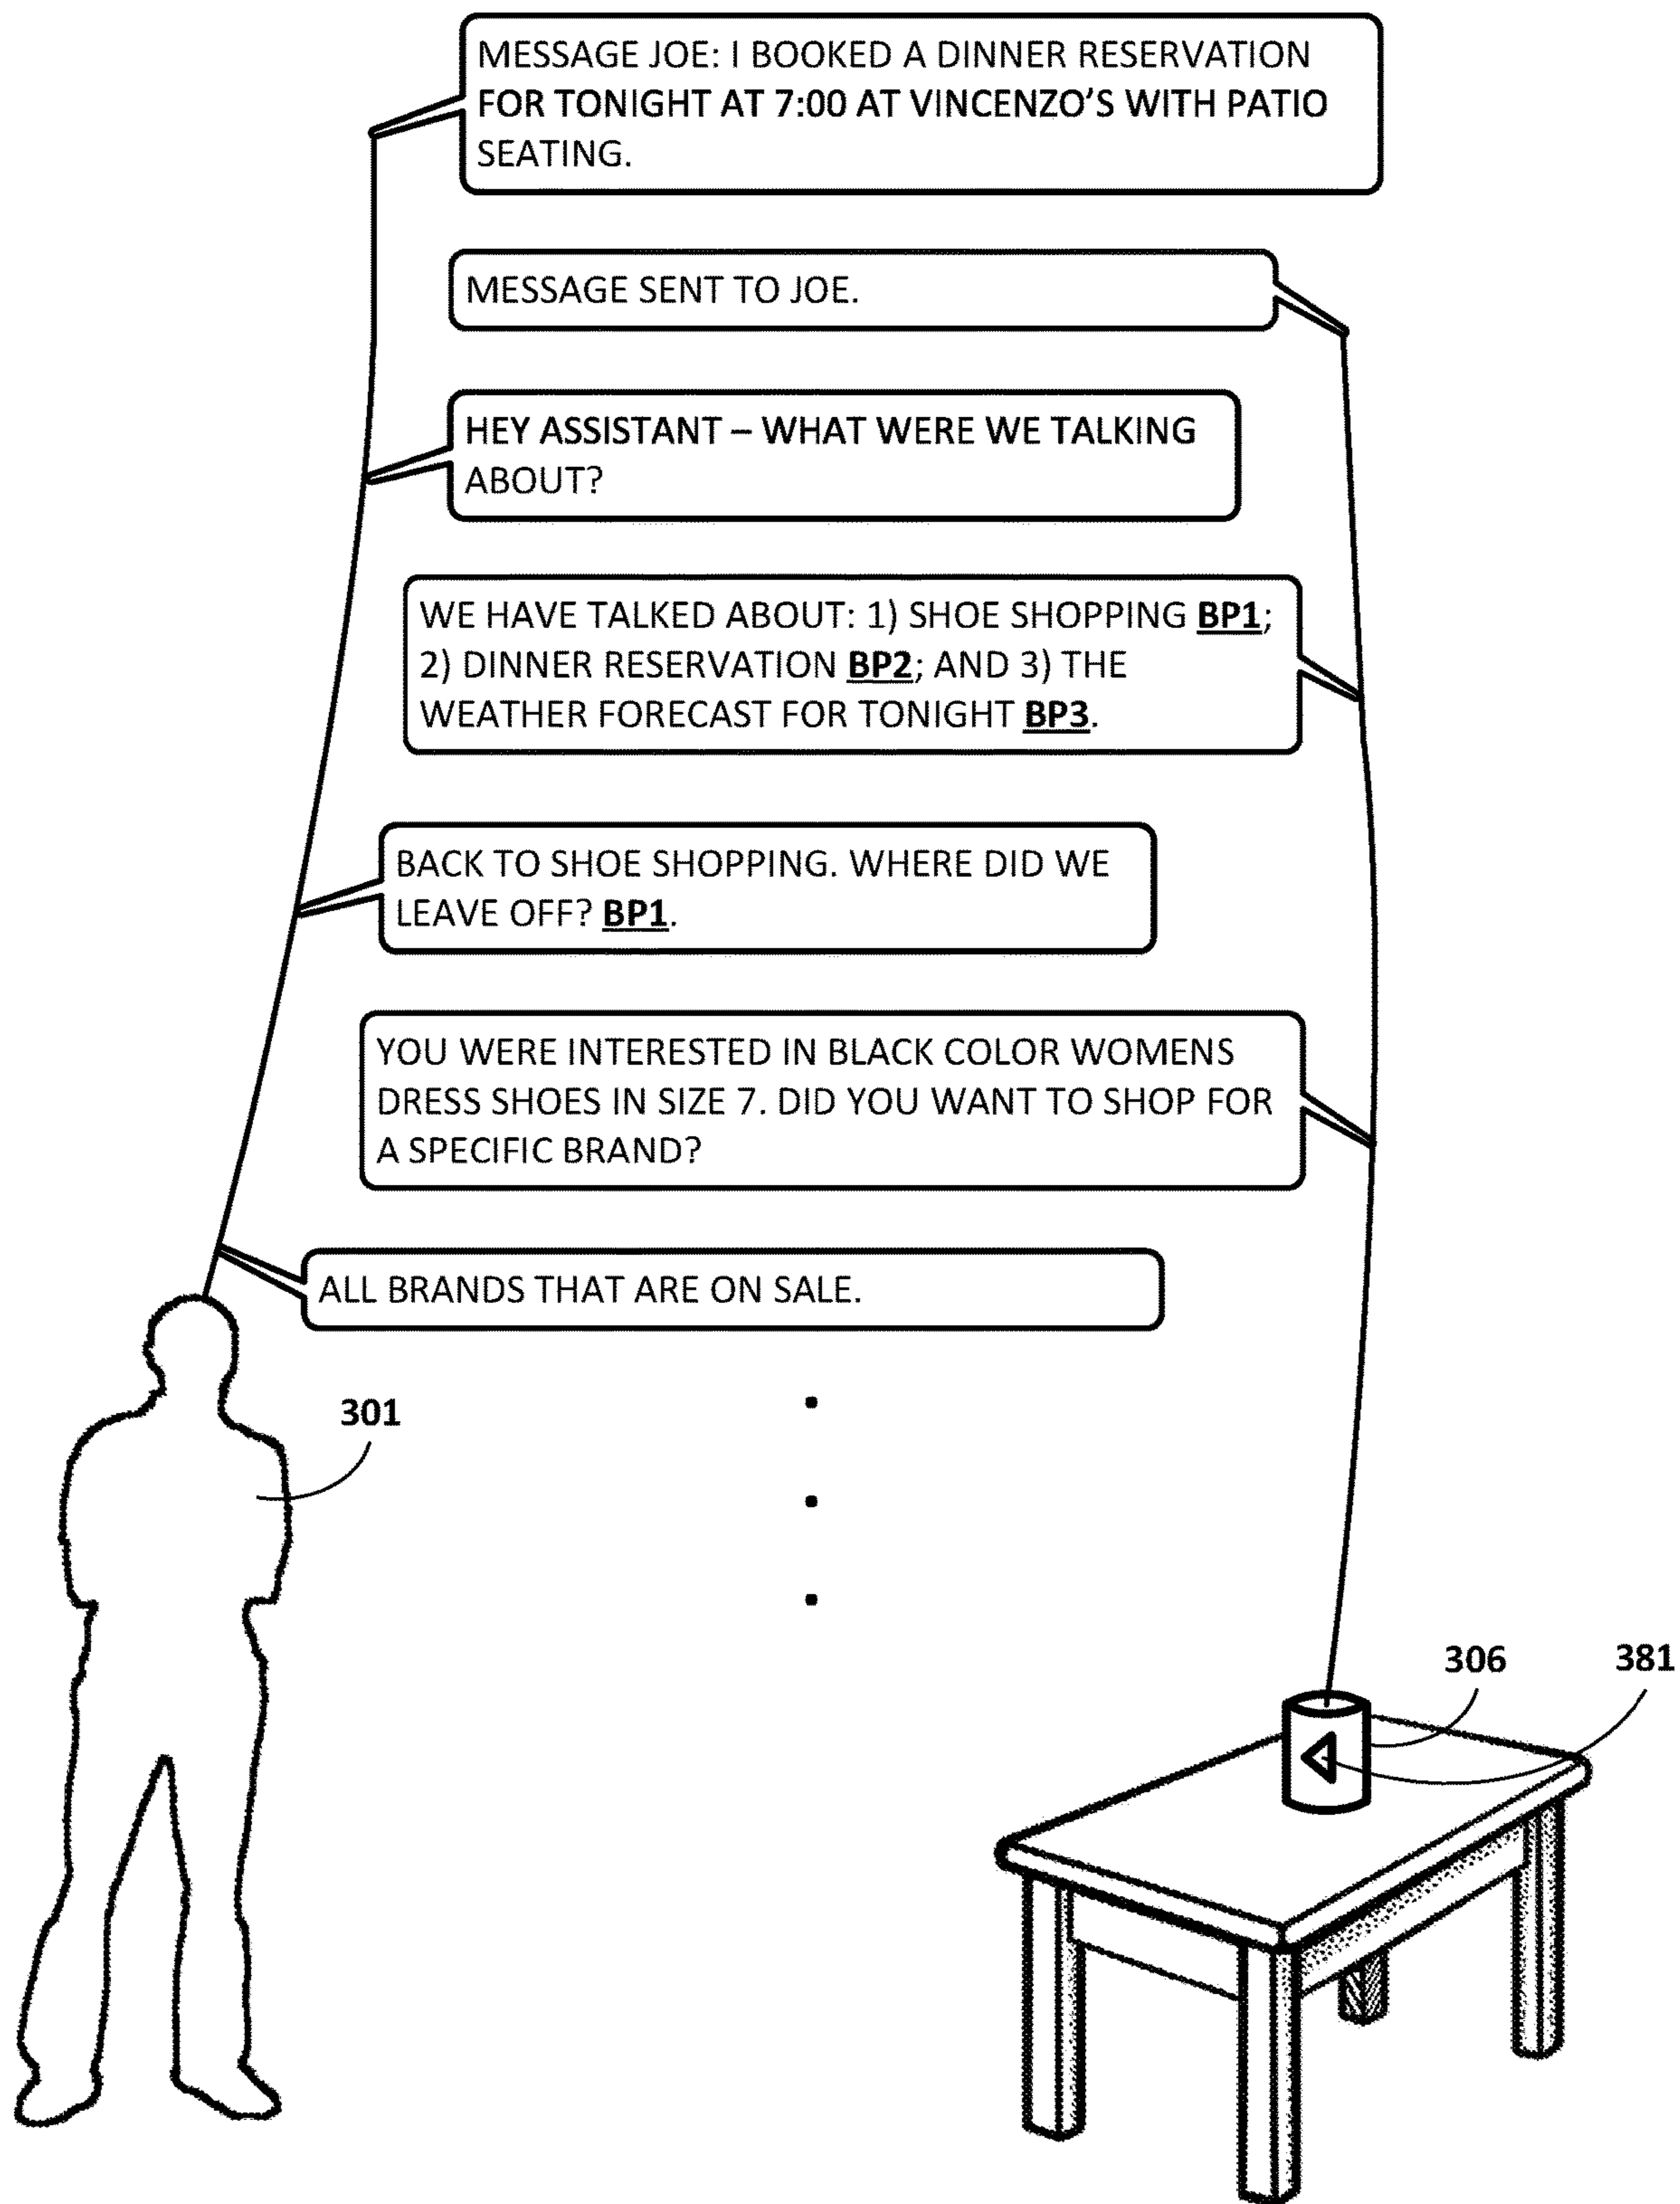 MESSAGE JOE: I BOOKED A DINNER RESERVATION
FOR TONIGHT AT 7:00 AT VINCENZO’S WITH PATIO
SEATING.
MESSAGE SENT TO JOE.
HEY ASSISTANT – WHAT WERE WE TALKING
ABOUT?
WE HAVE TALKED ABOUT: 1) SHOE SHOPPING BP1;
2) DINNER RESERVATION BP2; AND 3) THE
WEATHER FORECAST FOR TONIGHT BP3.
BACK TO SHOE SHOPPING. WHERE DID WE
LEAVE OFF? BP1.
YOU WERE INTERESTED IN BLACK COLOR WOMENS
DRESS SHOES IN SIZE 7. DID YOU WANT TO SHOP FOR
A SPECIFIC BRAND?
ALL BRANDS THAT ARE ON SALE.
301
306
381